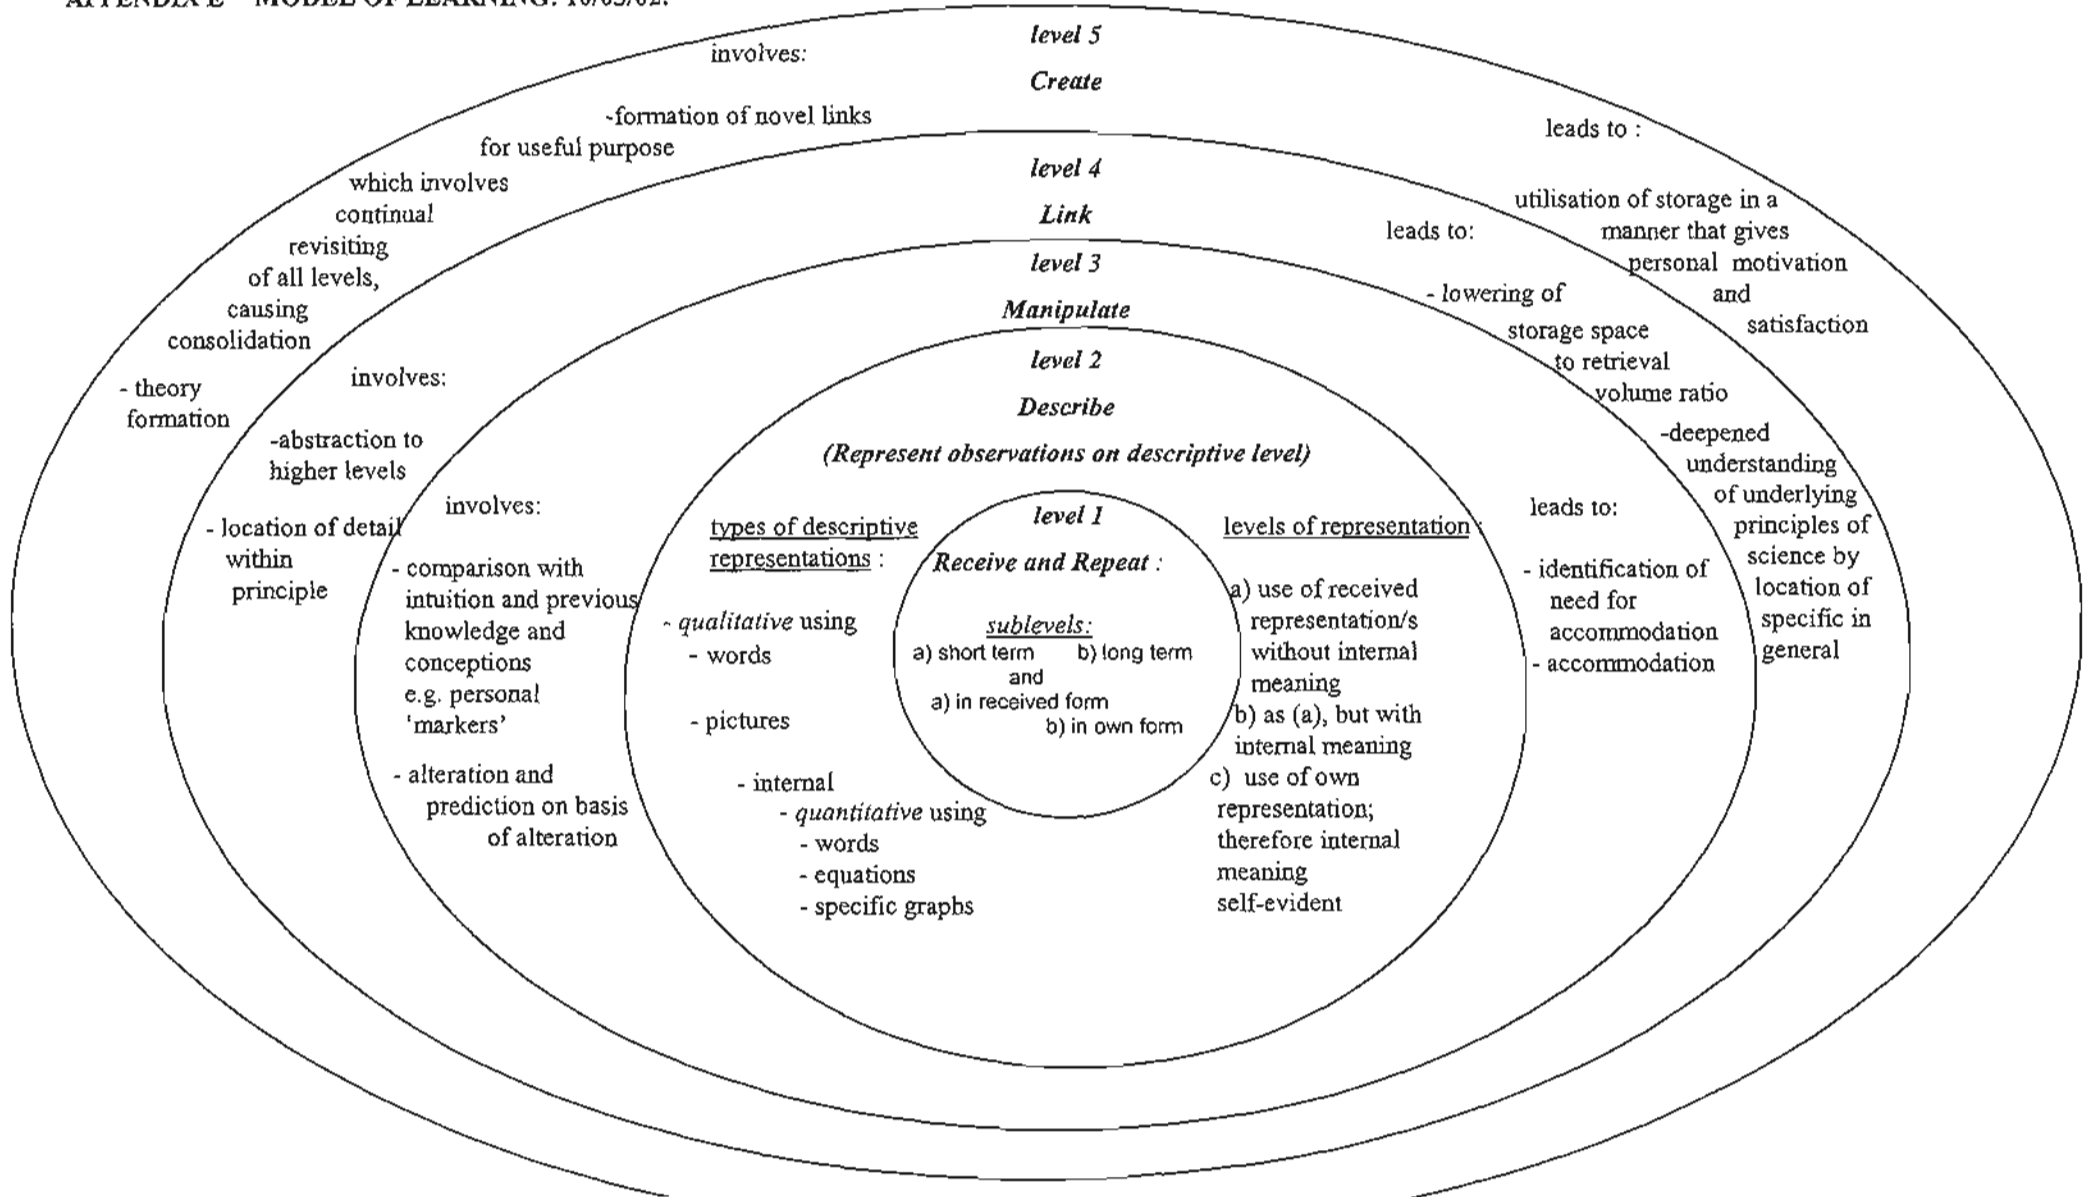 APPENDIX E MODEL OF LEARNING: 10/03/02.
level 5
Create
involves:
-formation of novel links
for useful purpose
which involves
continual
revisiting
of all levels,
causing
consolidation
- theory
formation
leads to :
utilisation of storage in a
manner that gives
personal motivation
and
satisfaction
level 4
Link
involves:
-abstraction to
higher levels
- location of detail
within
principle
leads to:
- lowering of
storage space
to retrieval
volume ratio
-deepened
understanding
of underlying
principles of
science by
location of
specific in
general
level 3
Manipulate
involves:
- comparison with
intuition and previous
knowledge and
conceptions
e.g. personal
'markers'
- alteration and
prediction on basis
of alteration
leads to:
- identification of
need for
accommodation
- accommodation
level 2
Describe
(Represent observations on descriptive level)
types of descriptive
representations :
- qualitative using
- words
- pictures
- internal
- quantitative using
- words
- equations
- specific graphs
levels of representation :
a) use of received
representation/s
without internal
meaning
b) as (a), but with
internal meaning
c) use of own
representation;
therefore internal
meaning
self-evident
level 1
Receive and Repeat :
sublevels:
a) short term b) long term
and
a) in received form
b) in own form